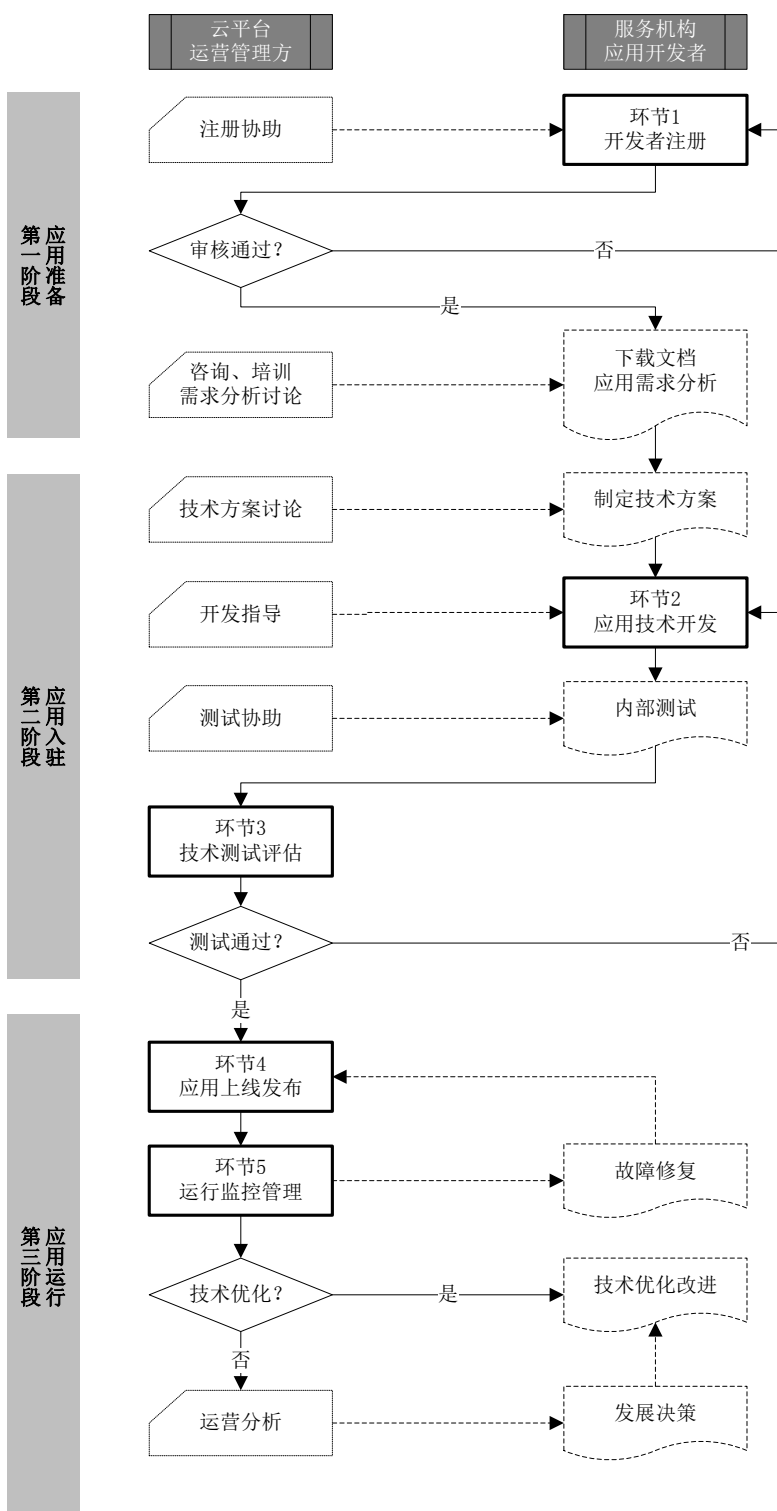 云平台
运营管理方
服务机构
应用开发者
第一阶段
应用准备
注册协助
环节1
开发者注册
审核通过？
否
是
咨询、培训
需求分析讨论
下载文档
应用需求分析
第二阶段
应用入驻
技术方案讨论
制定技术方案
开发指导
环节2
应用技术开发
测试协助
内部测试
环节3
技术测试评估
测试通过？
否
是
第三阶段
应用运行
环节4
应用上线发布
环节5
运行监控管理
故障修复
技术优化？
是
技术优化改进
否
运营分析
发展决策